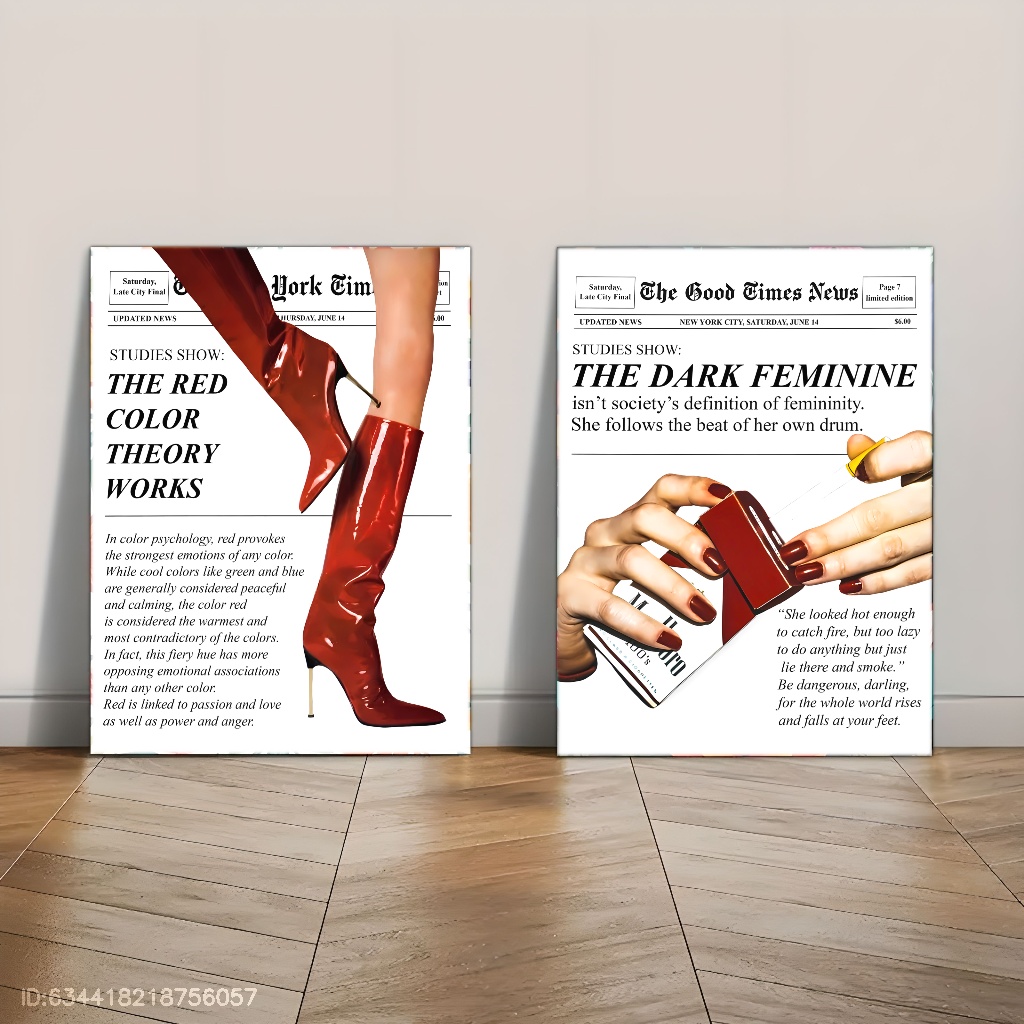 Saturday,
Late City Final
York Tim
UPDATED NEWS
HURSDAY, JUNE 14
.00
STUDIES SHOW:
THE RED
COLOR
THEORY
WORKS
In color psychology, red provokes
the strongest emotions of any color.
While cool colors like green and blue
are generally considered peaceful
and calming, the color red
is considered the warmest and
most contradictory of the colors.
In fact, this fiery hue has more
opposing emotional associations
than any other color.
Red is linked to passion and love
as well as power and anger.
Saturday,
Late City Final
The Good Times News
Page 7
limited edition
UPDATED NEWS
NEW YORK CITY, SATURDAY, JUNE 14
$6.00
STUDIES SHOW:
THE DARK FEMININE
isn't society's definition of femininity.
She follows the beat of her own drum.
100's
"She looked hot enough
to catch fire, but too lazy
to do anything but just
lie there and smoke."
Be dangerous, darling,
for the whole world rises
and falls at your feet.
ID:634418218756057